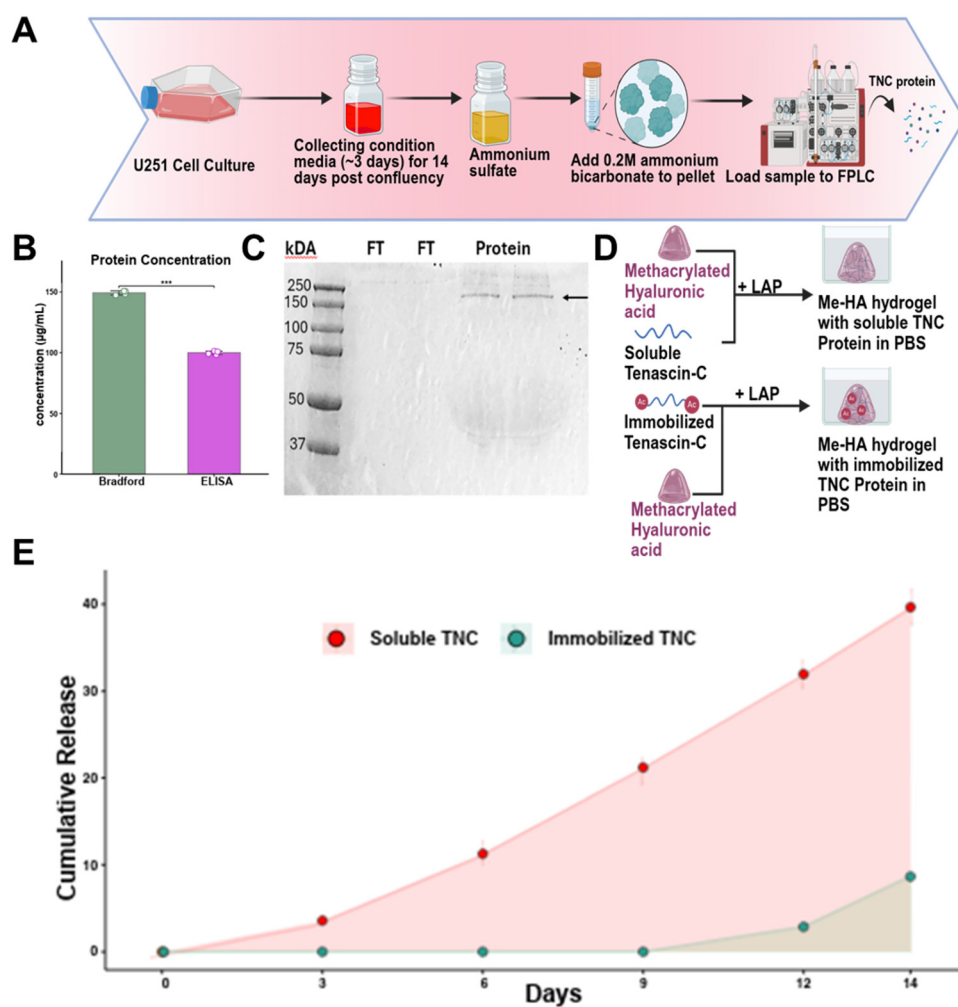 A
U251 Cell Culture
Collecting condition
media (~3 days) for 14
days post confluency
Ammonium
sulfate
Add 0.2M ammonium
bicarbonate to pellet
Load sample to FPLC
TNC protein
B
Protein Concentration
***
concentration (µg/mL)
150
100
50
0
Bradford
ELISA
C
kDA
FT
FT
Protein
250
150
100
75
50
37
D
Methacrylated
Hyaluronic
acid
+ LAP
Soluble
Tenascin-C
Me-HA hydrogel
with soluble TNC
Protein in PBS
Ac
Ac
Immobilized
Tenascin-C
+ LAP
Methacrylated
Hyaluronic
acid
Ac
Ac
Ac
Me-HA hydrogel
with immobilized
TNC Protein in
PBS
E
Soluble TNC
Immobilized TNC
Cumulative Release
40
30
20
10
0
0
3
6
9
12
14
Days